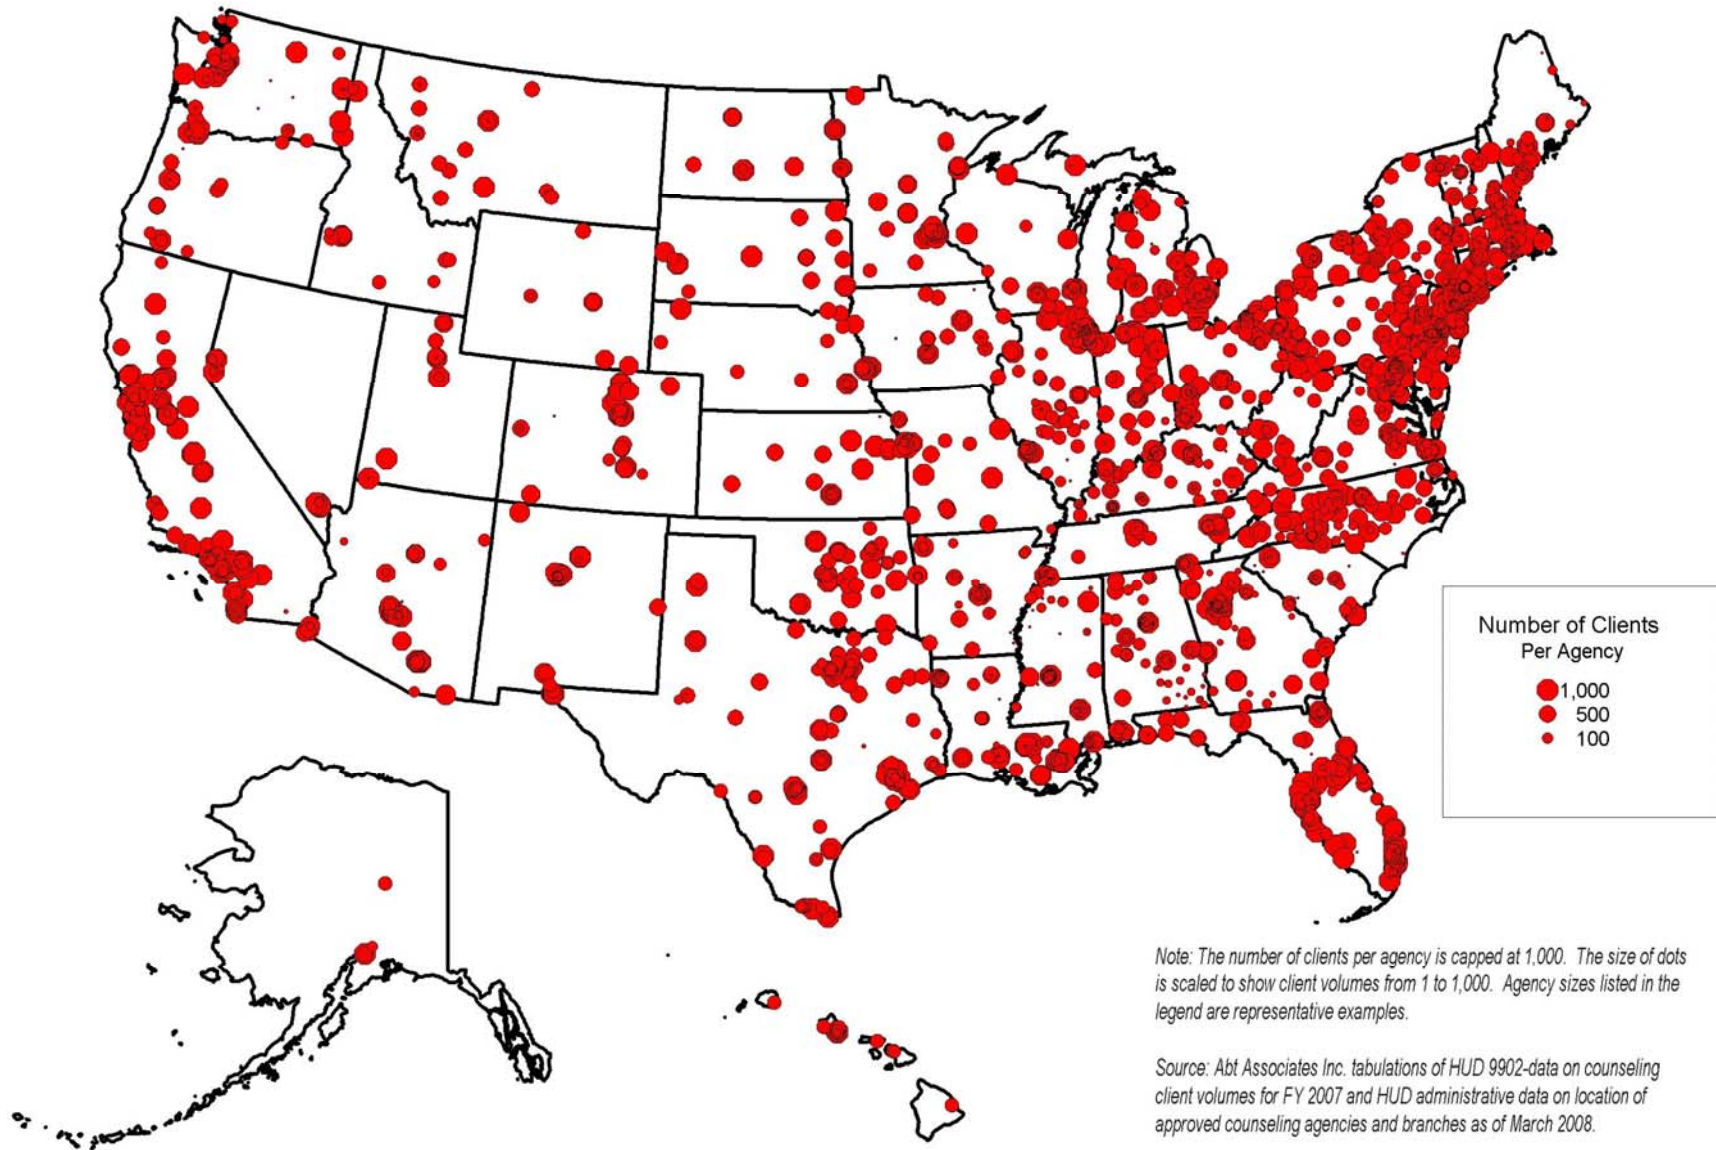 Number of Clients
Per Agency
1,000
500
100
Note: The number of clients per agency is capped at 1,000. The size of dots
is scaled to show client volumes from 1 to 1,000. Agency sizes listed in the
legend are representative examples.
Source: Abt Associates Inc. tabulations of HUD 9902-data on counseling
client volumes for FY 2007 and HUD administrative data on location of
approved counseling agencies and branches as of March 2008.